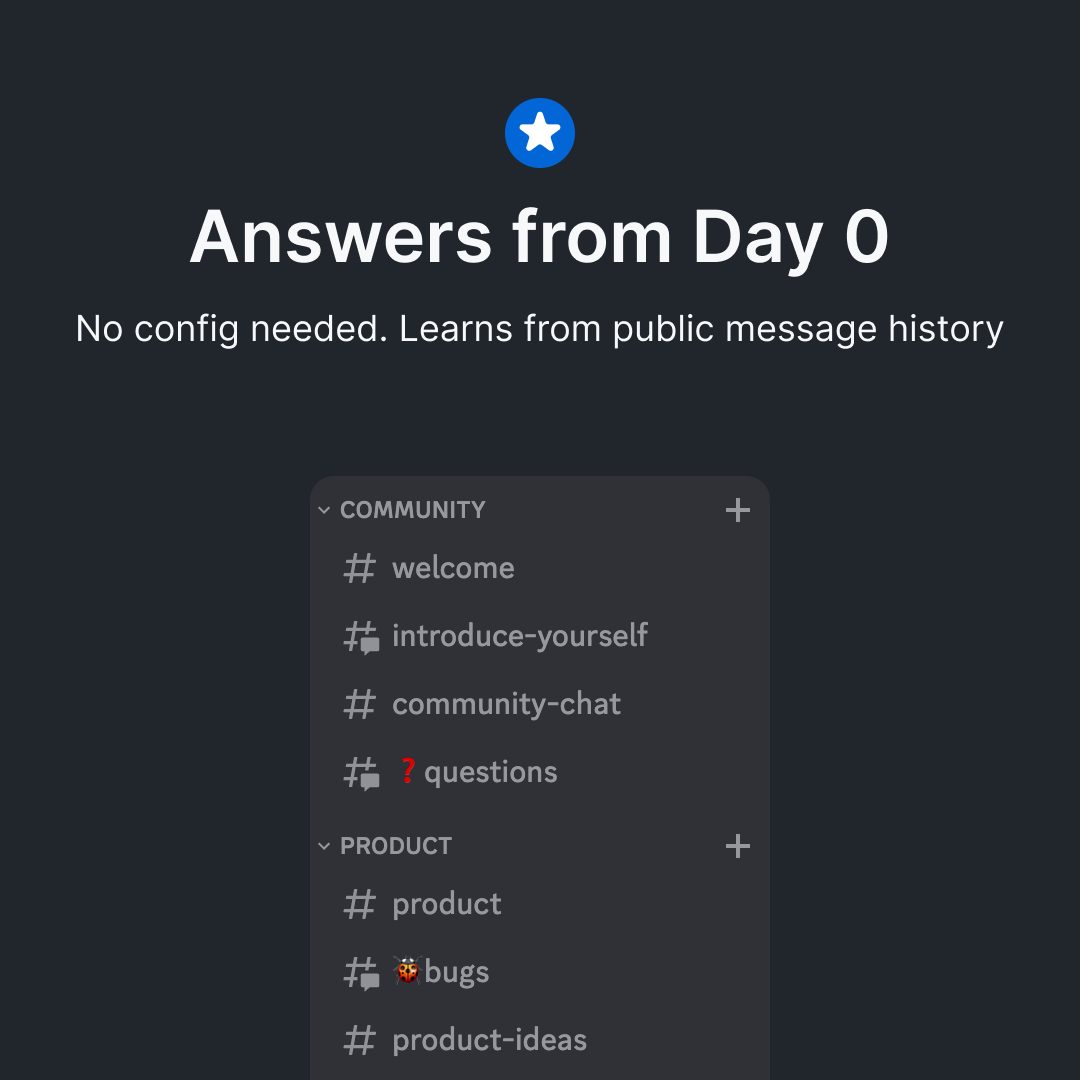 Answers from Day 0
No config needed. Learns from public message history
COMMUNITY
# welcome
# introduce-yourself
# community-chat
# ❓questions
PRODUCT
# product
# 🐞bugs
# product-ideas